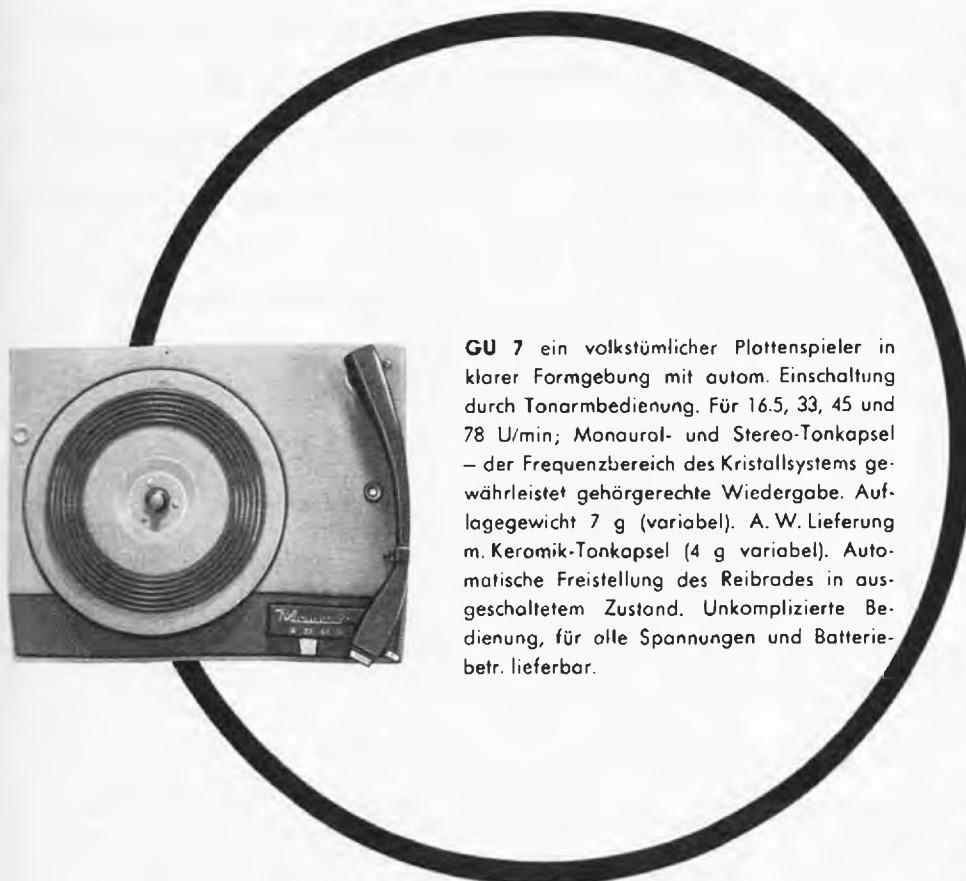 GU 7 ein volkstümlicher Plattenspieler in
klarer Formgebung mit autom. Einschaltung
durch Tonarmbedienung. Für 16.5, 33, 45 und
78 U/min; Monaural- und Stereo-Tonkapsel
– der Frequenzbereich des Kristallsystems ge-
währleistet gehörgerechte Wiedergabe. Auf-
lagegewicht 7 g (variabel). A. W. Lieferung
m. Keramik-Tonkapsel (4 g variabel). Auto-
matische Freistellung des Reibrades in aus-
geschaltetem Zustand. Unkomplizierte Be-
dienung, für alle Spannungen und Batterie-
betr. lieferbar.